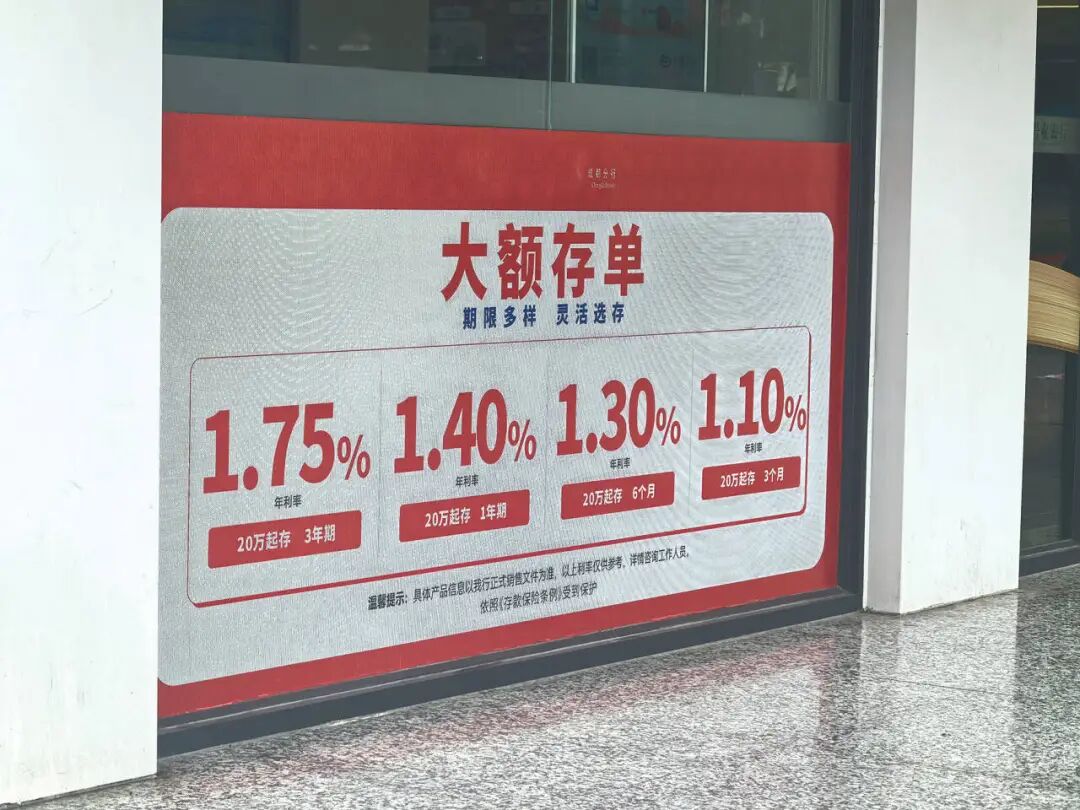 成都分行
大额存单
期限多样 灵活选存
1.75%
年利率
20万起存 3年期
1.40%
年利率
20万起存 1年期
1.30%
年利率
20万起存 6个月
1.10%
年利率
20万起存 3个月
温馨提示：具体产品信息以我行正式销售文件为准，以上利率仅供参考，详情咨询工作人员。
依照《存款保险条例》受到保护